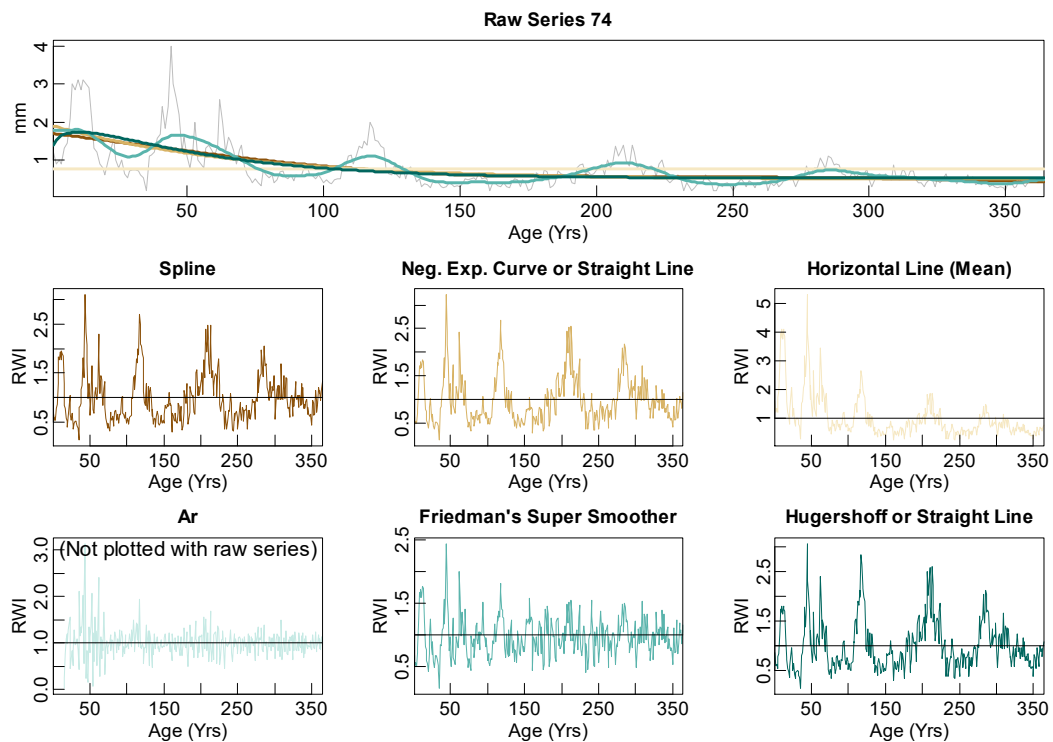 Raw Series 74
mm
1
2
3
4
50
100
150
200
250
300
350
Age (Yrs)
Spline
RWI
0.5
1.5
2.5
50
150
250
350
Age (Yrs)
Neg. Exp. Curve or Straight Line
RWI
0.5
1.5
2.5
50
150
250
350
Age (Yrs)
Horizontal Line (Mean)
RWI
1
2
3
4
5
50
150
250
350
Age (Yrs)
Ar
(Not plotted with raw series)
RWI
0.0
1.0
2.0
3.0
50
150
250
350
Age (Yrs)
Friedman's Super Smoother
RWI
0.5
1.5
2.5
50
150
250
350
Age (Yrs)
Hugershoff or Straight Line
RWI
0.5
1.5
2.5
50
150
250
350
Age (Yrs)